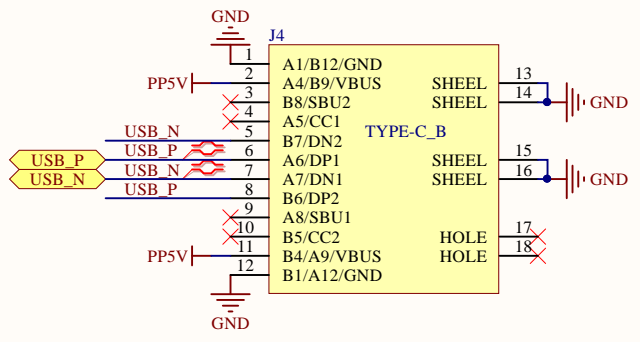 GND
J4
1 A1/B12/GND
PP5V 2 A4/B9/VBUS SHEEL 13
3 B8/SBU2 SHEEL 14 GND
4 A5/CC1
TYPE-C_B
USB_N 5 B7/DN2
USB_P USB_P 6 A6/DP1 SHEEL 15
USB_N USB_N 7 A7/DN1 SHEEL 16 GND
USB_P 8 B6/DP2
9 A8/SBU1
10 B5/CC2 HOLE 17
PP5V 11 B4/A9/VBUS HOLE 18
12 B1/A12/GND
GND